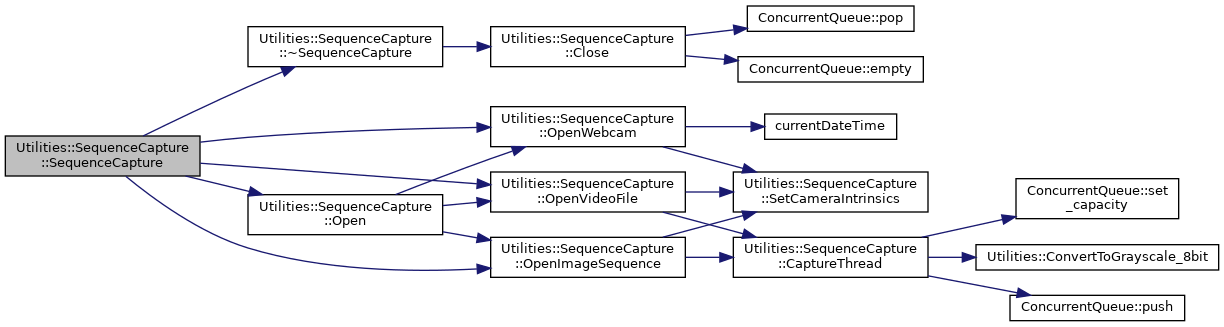 Utilities::SequenceCapture
::SequenceCapture
Utilities::SequenceCapture
::~SequenceCapture
Utilities::SequenceCapture
::Open
Utilities::SequenceCapture
::Close
Utilities::SequenceCapture
::OpenWebcam
Utilities::SequenceCapture
::OpenVideoFile
Utilities::SequenceCapture
::OpenImageSequence
ConcurrentQueue::pop
ConcurrentQueue::empty
currentDateTime
Utilities::SequenceCapture
::SetCameraIntrinsics
Utilities::SequenceCapture
::CaptureThread
ConcurrentQueue::set
_capacity
Utilities::ConvertToGrayscale_8bit
ConcurrentQueue::push